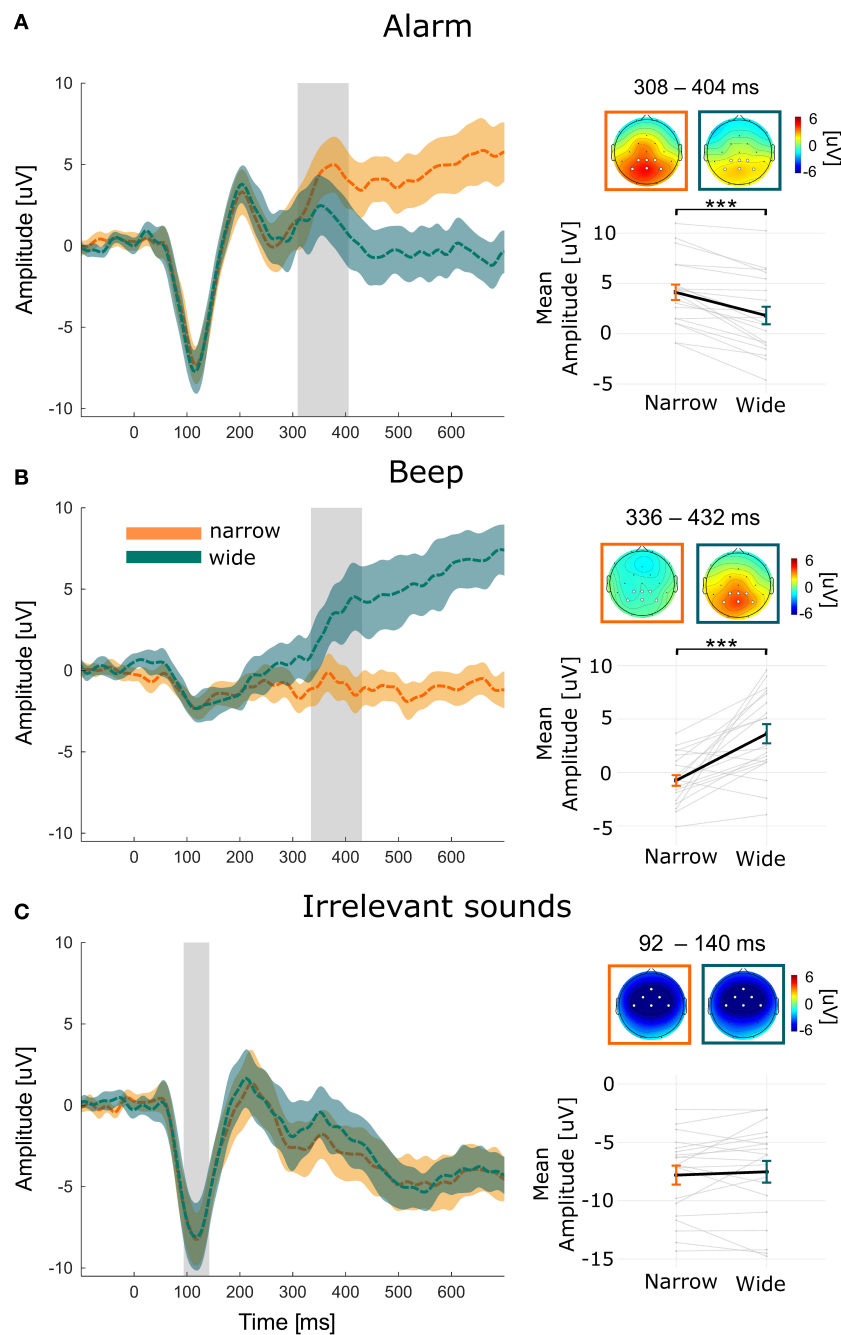 A
Alarm
10
5
0
-5
-10
Amplitude [uV]
0 100 200 300 400 500 600
308 – 404 ms
6
0
-6
[uV]
***
10
5
0
-5
Mean
Amplitude [uV]
Narrow Wide
B
Beep
10
5
0
-5
-10
Amplitude [uV]
narrow
wide
0 100 200 300 400 500 600
336 – 432 ms
6
0
-6
[uV]
***
10
5
0
-5
Mean
Amplitude [uV]
Narrow Wide
C
Irrelevant sounds
10
5
0
-5
-10
Amplitude [uV]
0 100 200 300 400 500 600
Time [ms]
92 – 140 ms
6
0
-6
[uV]
0
-5
-10
-15
Mean
Amplitude [uV]
Narrow Wide